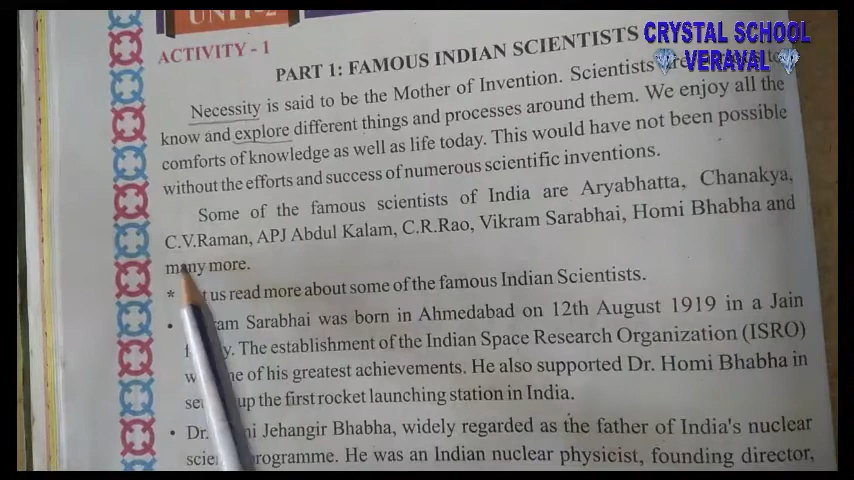 UNIT-2
CRYSTAL SCHOOL
VERAVAL
ACTIVITY - 1
PART 1: FAMOUS INDIAN SCIENTISTS
Necessity is said to be the Mother of Invention. Scientists to
know and explore different things and processes around them. We enjoy all the
comforts of knowledge as well as life today. This would have not been possible
without the efforts and success of numerous scientific inventions.
Some of the famous scientists of India are Aryabhatta, Chanakya,
C.V.Raman, APJ Abdul Kalam, C.R.Rao, Vikram Sarabhai, Homi Bhabha and
many more.
* us read more about some of the famous Indian Scientists.
• Sarabhai was born in Ahmedabad on 12th August 1919 in a Jain
The establishment of the Indian Space Research Organization (ISRO)
of his greatest achievements. He also supported Dr. Homi Bhabha in
up the first rocket launching station in India.
• Dr. Jehangir Bhabha, widely regarded as the father of India's nuclear
programme. He was an Indian nuclear physicist, founding director,